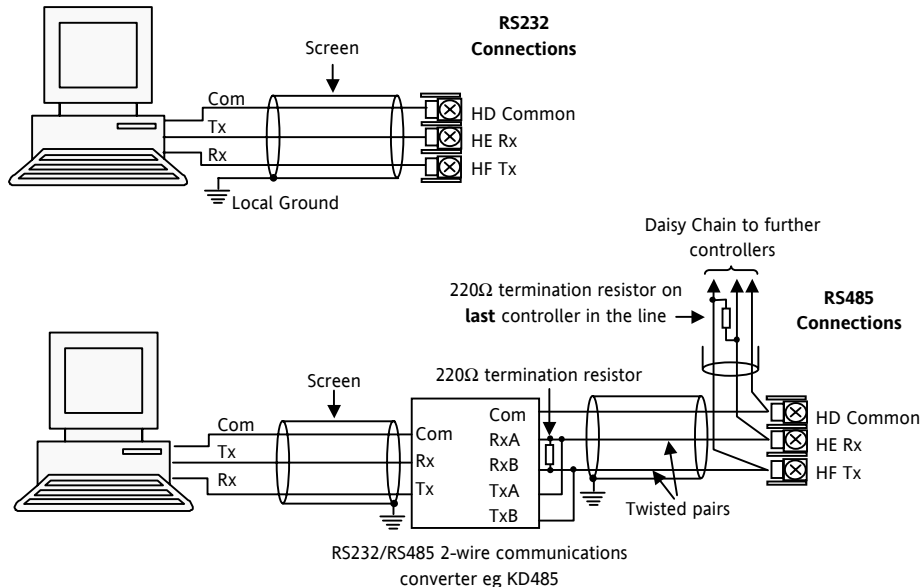 RS232
Connections
Screen
Com
Tx
Rx
HD Common
HE Rx
HF Tx
Local Ground
Daisy Chain to further
controllers
220Ω termination resistor on
last controller in the line
RS485
Connections
Screen
220Ω termination resistor
Com
Tx
Rx
Com
Rx
Tx
Com
RxA
RxB
TxA
TxB
HD Common
HE Rx
HF Tx
Twisted pairs
RS232/RS485 2-wire communications
converter eg KD485